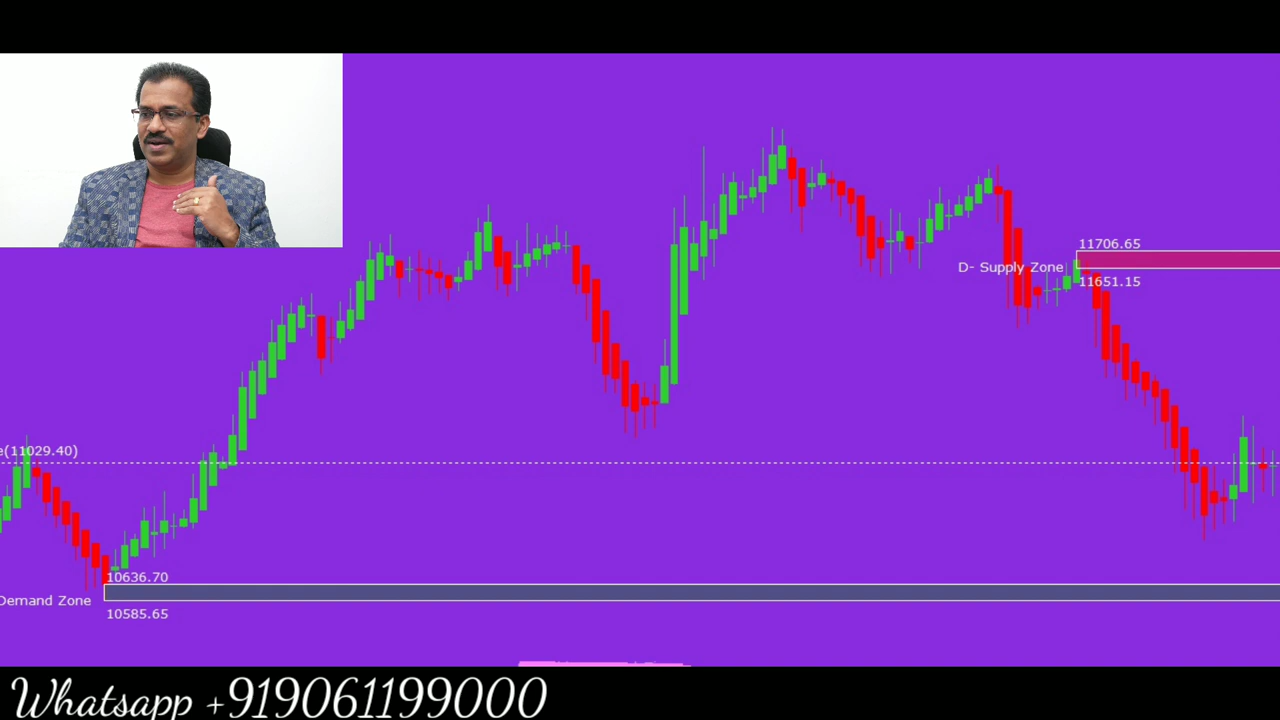 11706.65
D- Supply Zone
11651.15
e(11029.40)
10636.70
Demand Zone
10585.65
Whatsapp +919061199000